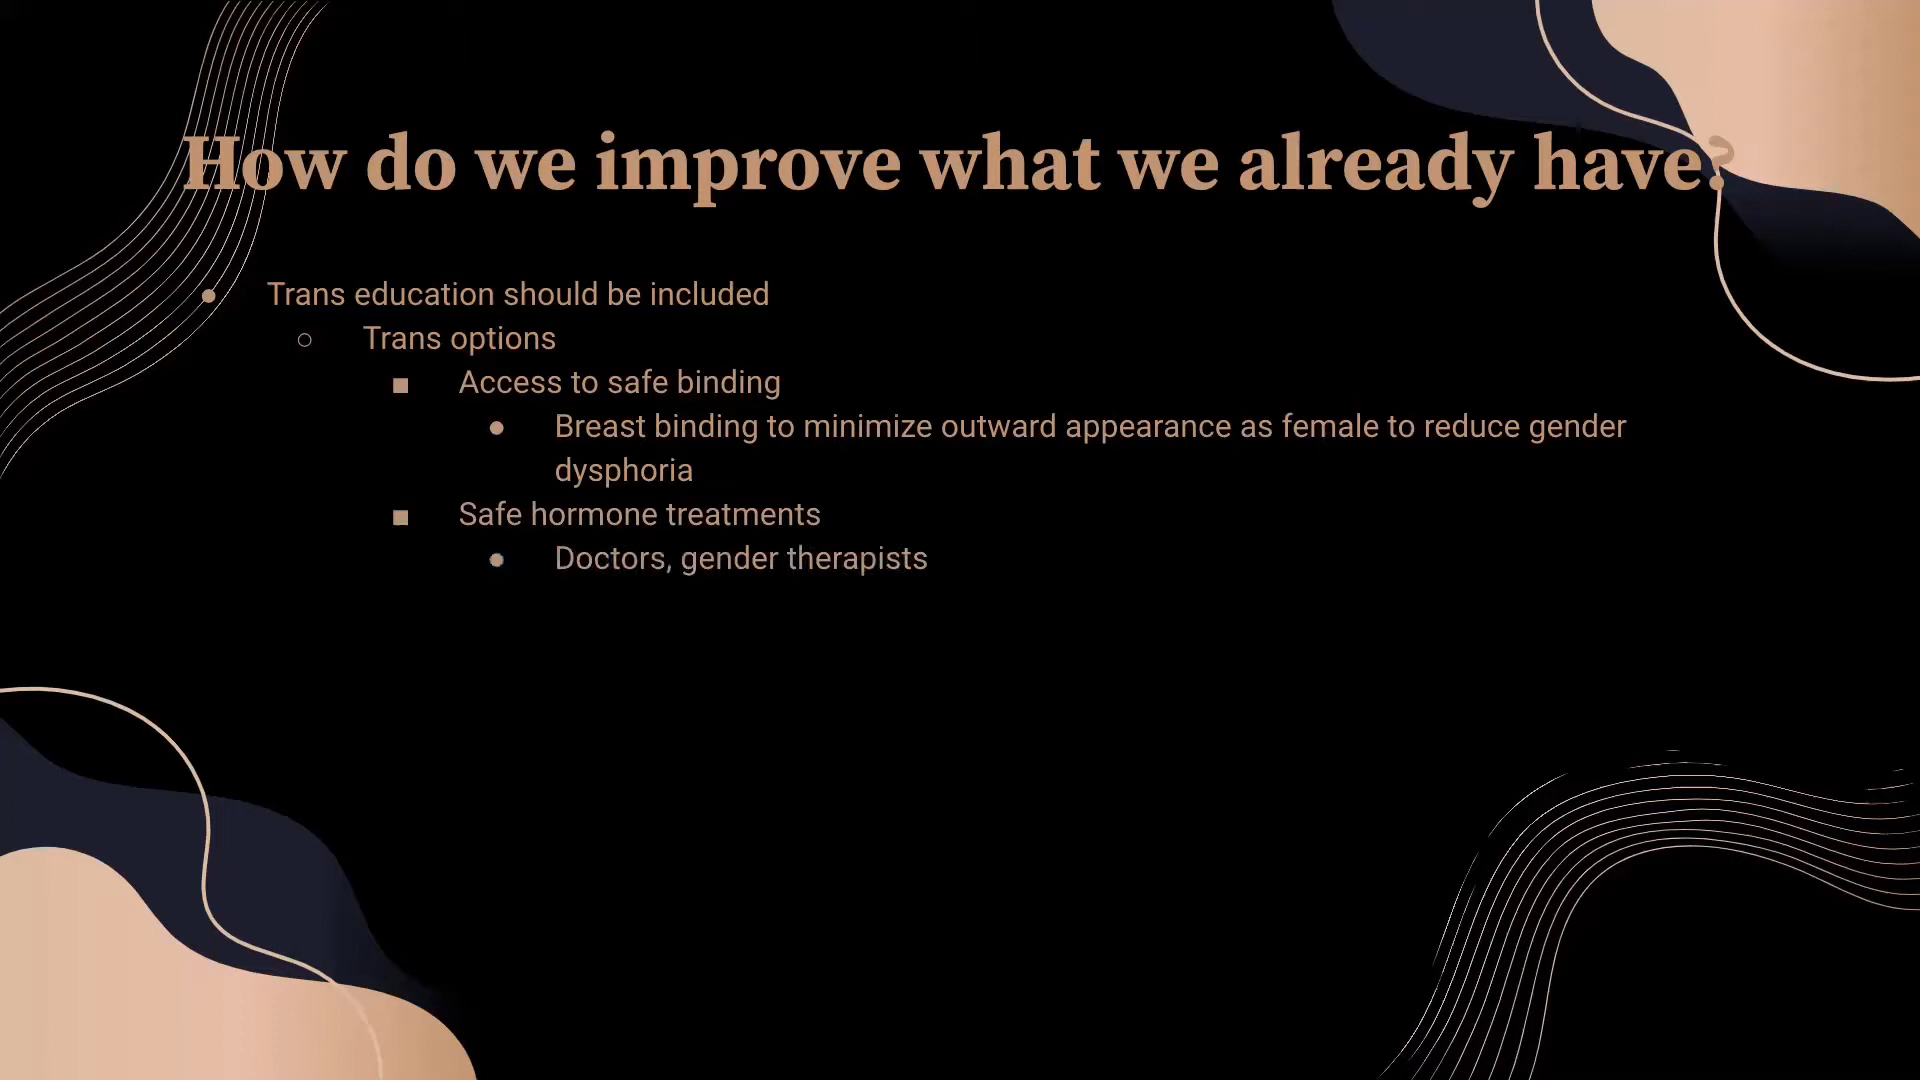 How do we improve what we already have?
● Trans education should be included
○ Trans options
■ Access to safe binding
● Breast binding to minimize outward appearance as female to reduce gender
dysphoria
■ Safe hormone treatments
● Doctors, gender therapists